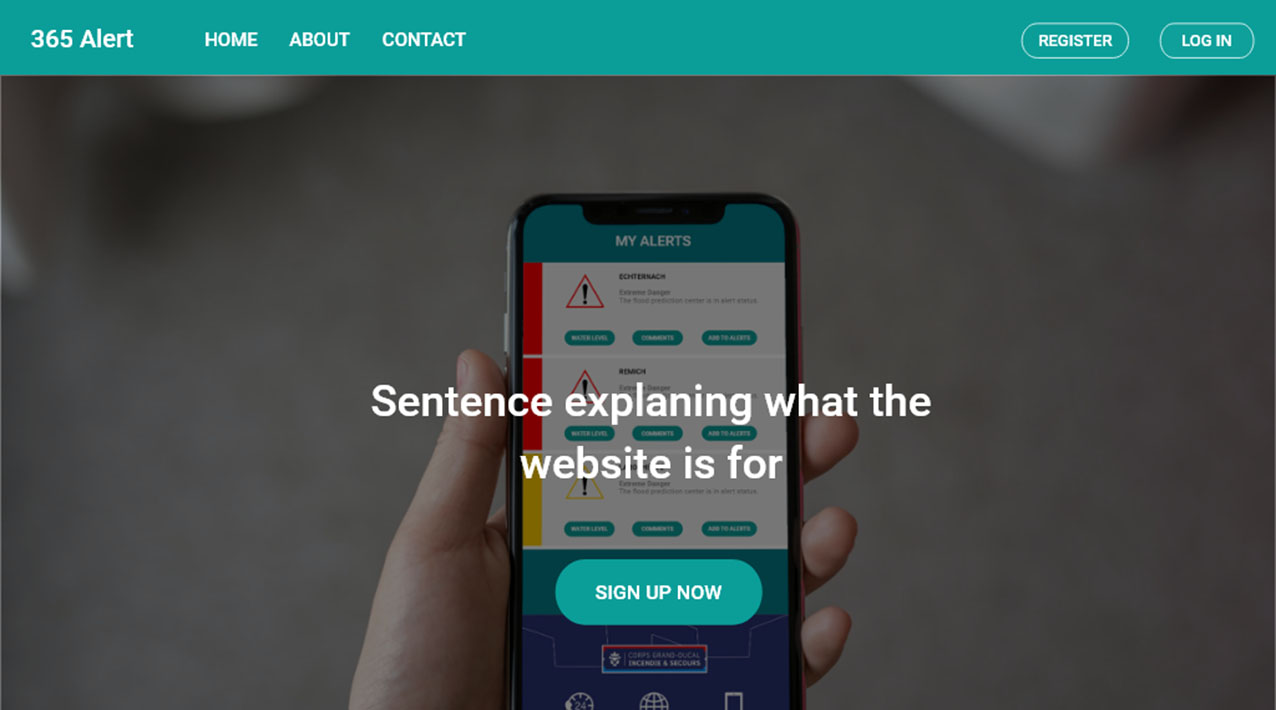 365 Alert
HOME
ABOUT
CONTACT
REGISTER
LOG IN
MY ALERTS
ECHTERNACH
Extreme Danger
The flood prediction center is in alert status.
WATER LEVEL
COMMENTS
ADD TO ALERTS
REMICH
Extreme Danger
Sentence explaning what the
WATER LEVEL
COMMENTS
ADD TO ALERTS
website is for
Extreme Danger
The flood prediction center is in alert status.
WATER LEVEL
COMMENTS
ADD TO ALERTS
SIGN UP NOW
CORPS GRAND-DUCAL
INCENDIE & SECOURS
24